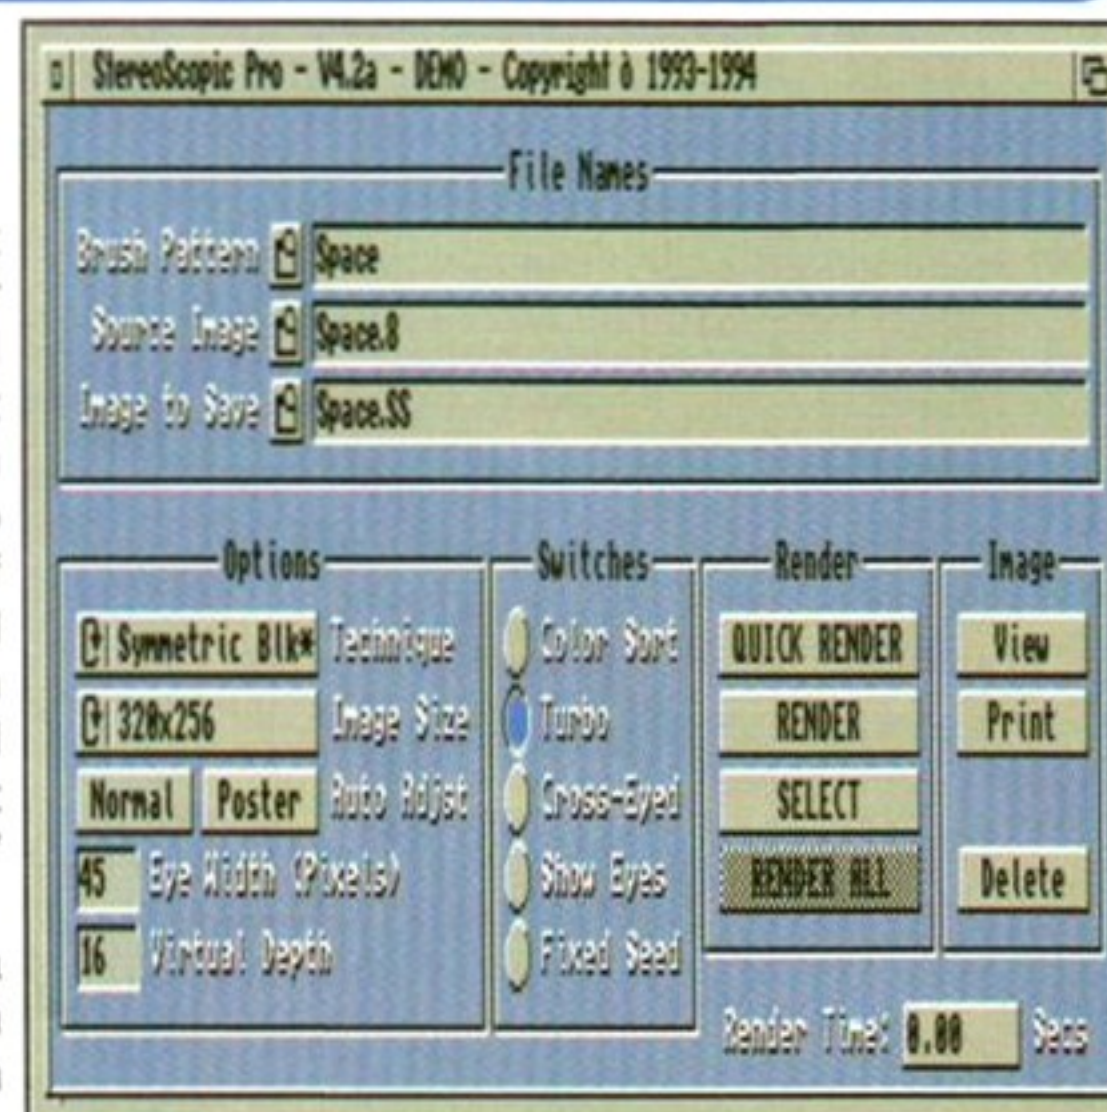 StereoScopic Pro - V4.2a - DEMO - Copyright à 1993-1994
File Names
Brush Pattern Space
Source Image Space.8
Image to Save Space.SS
Options
Symmetric Blk* Technique
320x256 Image Size
Normal Poster Auto Adjst
45 Eye Width (Pixels)
16 Virtual Depth
Switches
Color Sort
Turbo
Cross-Eyed
Show Eyes
Fixed Seed
Render
QUICK RENDER
RENDER
SELECT
RENDER ALL
Image
View
Print
Delete
Render Time: 0.00 Secs